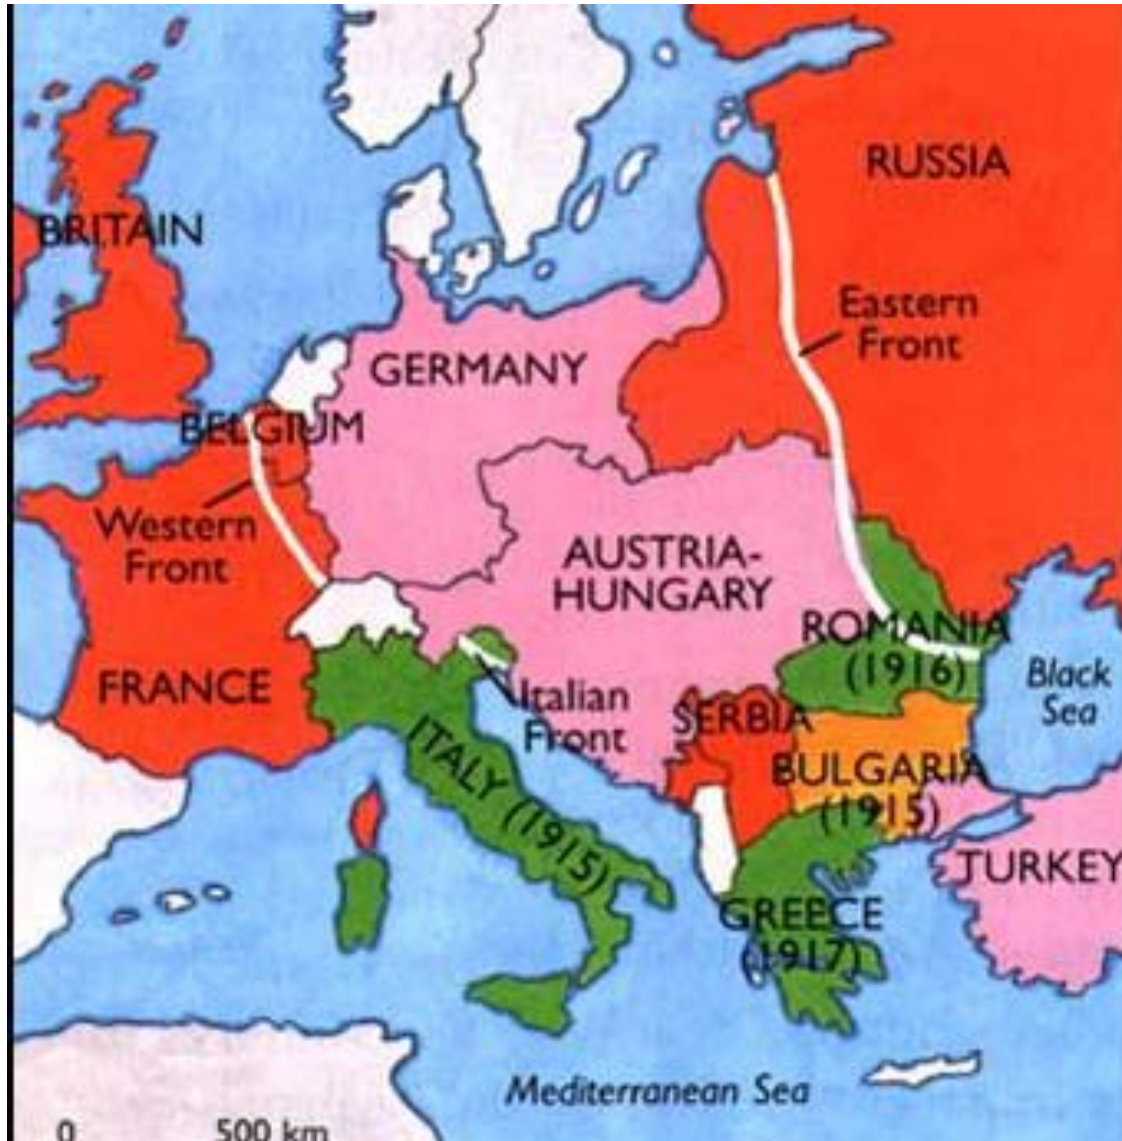 RUSSIA
BRITAIN
Eastern
Front
GERMANY
BELGIUM
Western
Front
AUSTRIA-
HUNGARY
ROMANIA
(1916)
Black
Sea
FRANCE
Italian
Front
SERBIA
ITALY (1915)
BULGARIA
(1915)
TURKEY
GREECE
(1917)
Mediterranean Sea
0 500 km